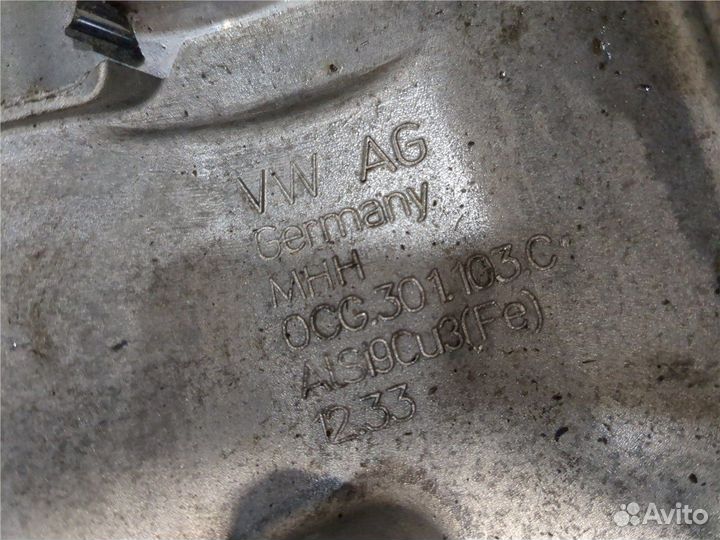 VW AG
Germany
MHH
0CG.301.103.C
AlSi9Cu3(Fe)
12.33
Avito